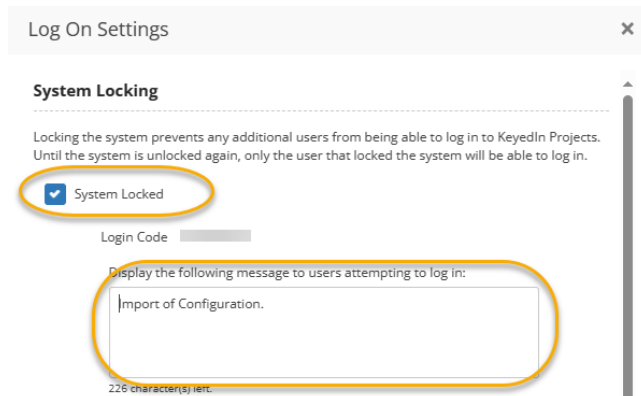 Log On Settings
System Locking
Locking the system prevents any additional users from being able to log in to KeyedIn Projects.
Until the system is unlocked again, only the user that locked the system will be able to log in.
System Locked
Login Code
Display the following message to users attempting to log in:
Import of Configuration.
226 character(s) left.